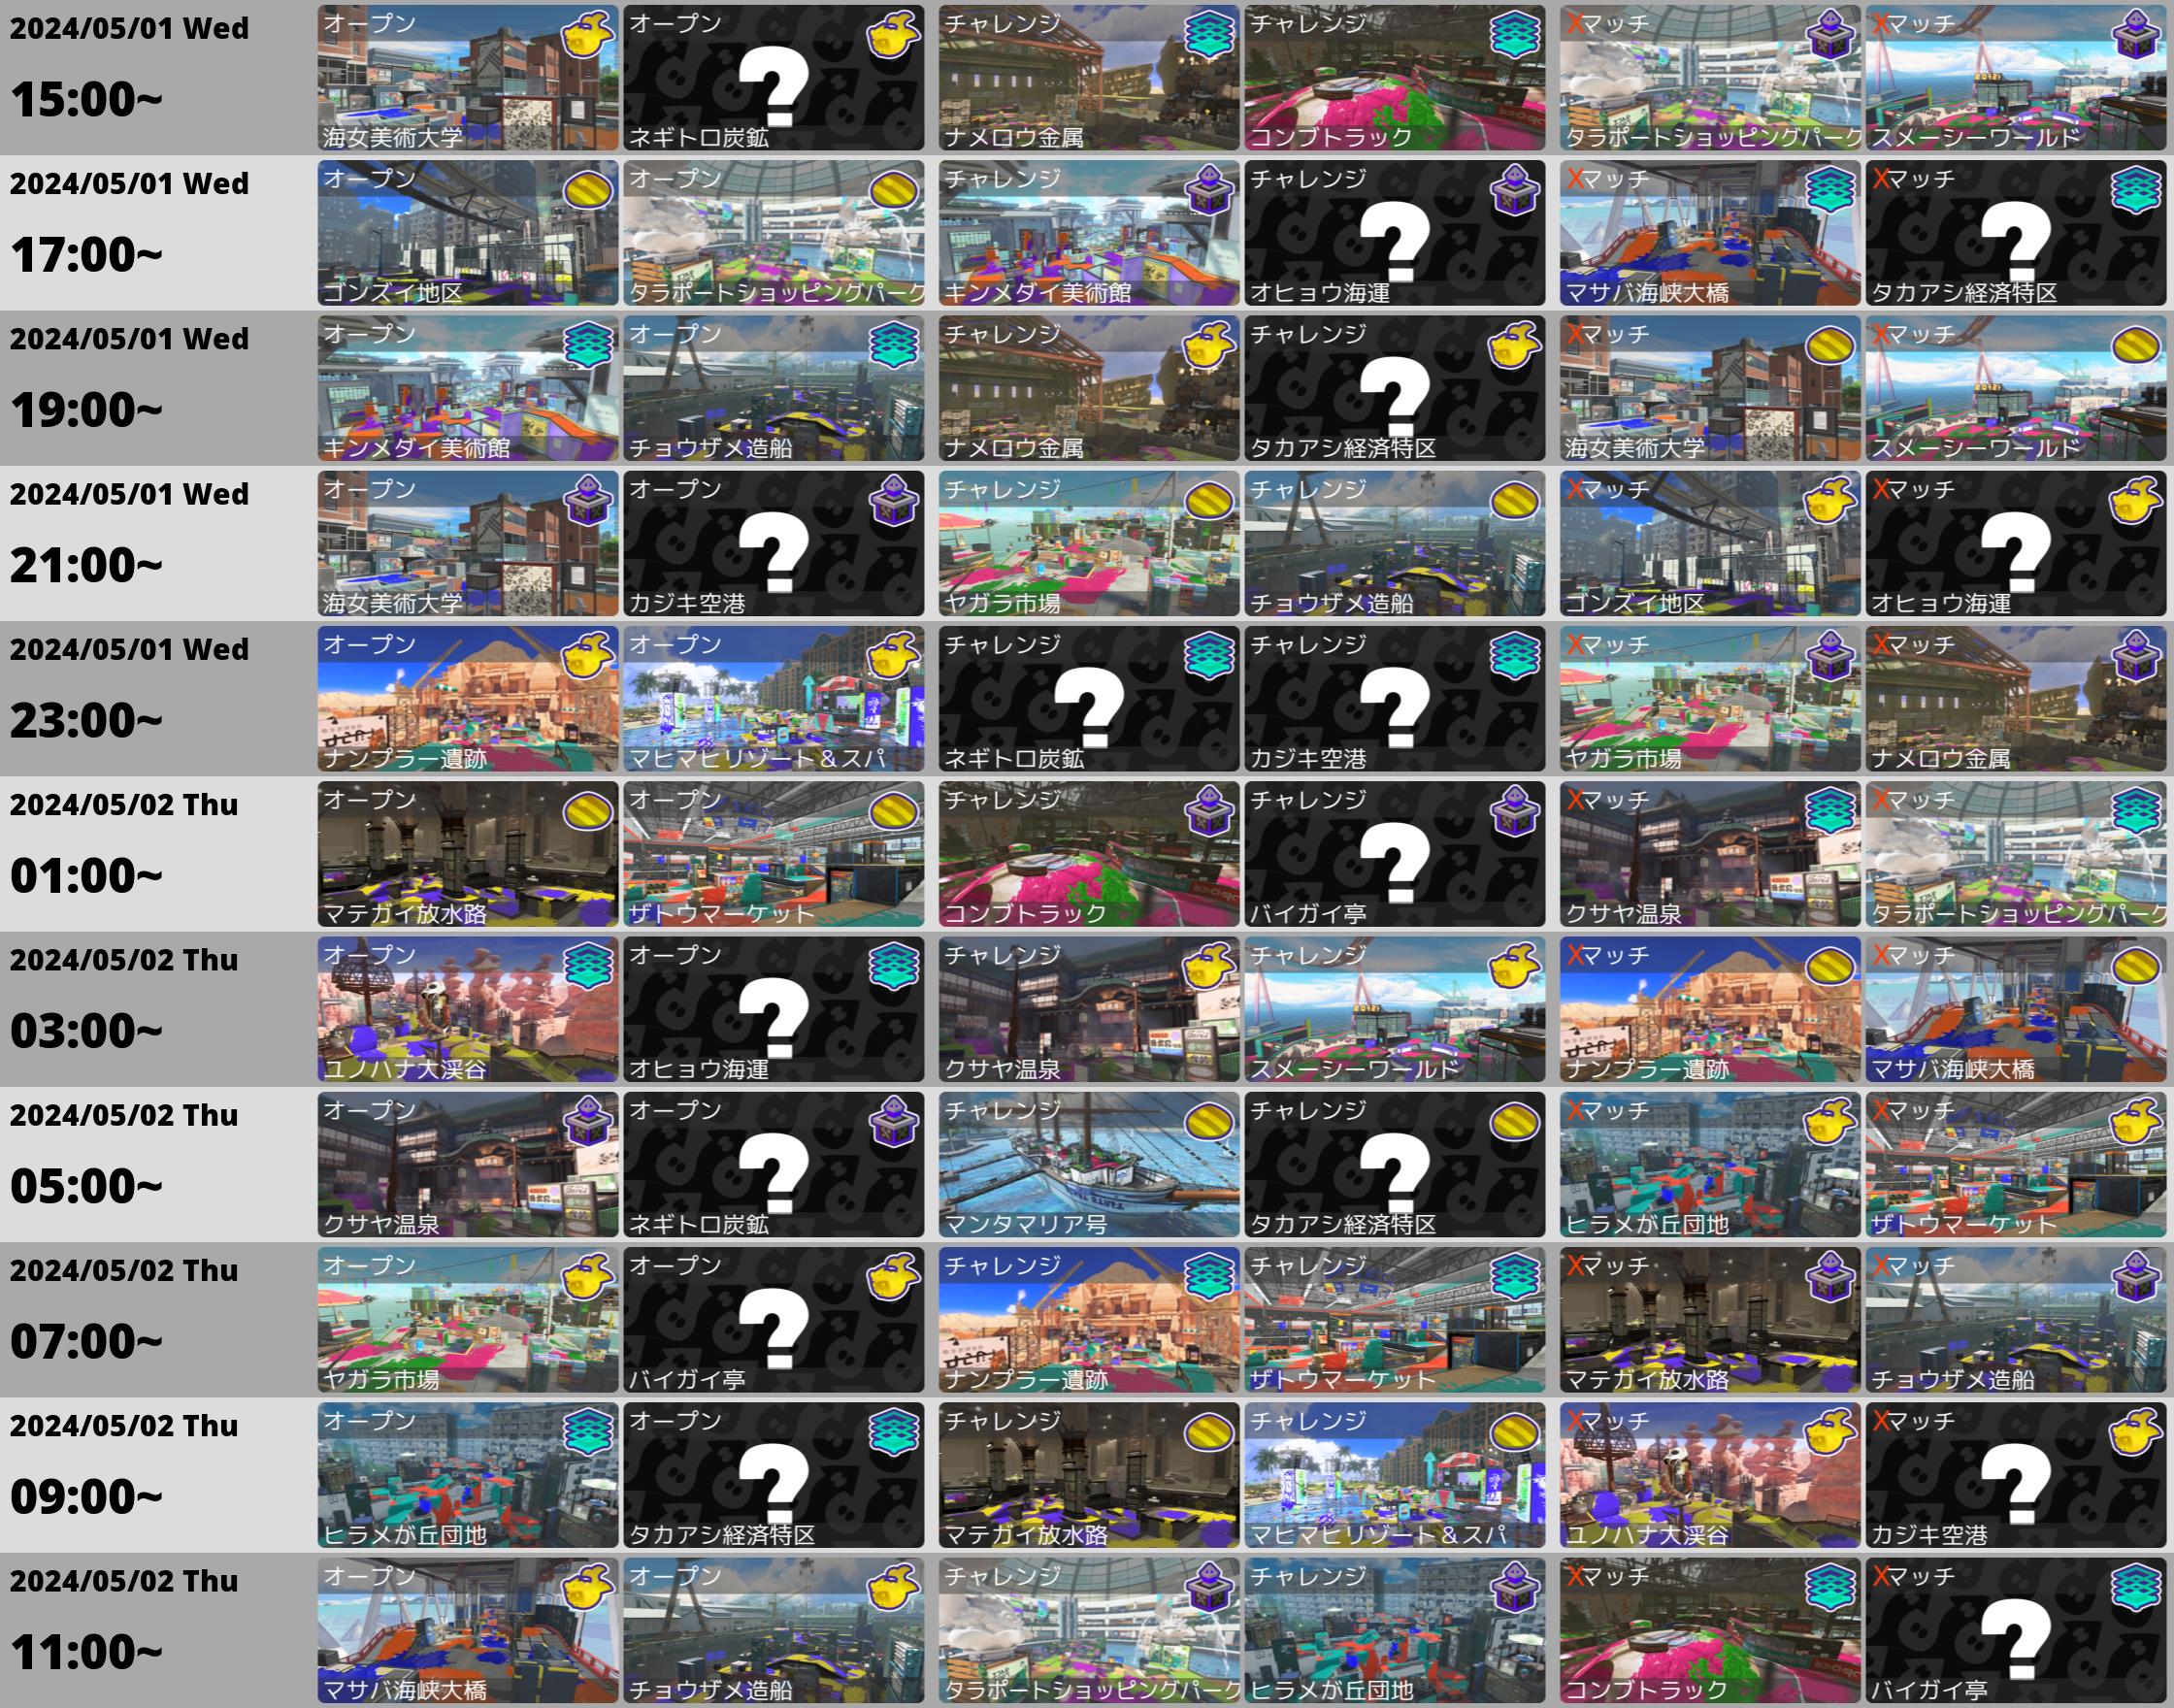 2024/05/01 Wed
15:00~
オープン
海女美術大学
オープン
ネギトロ炭鉱
チャレンジ
ナメロウ金属
チャレンジ
コンブトラック
Xマッチ
タラポートショッピングパーク
Xマッチ
スメーシーワールド
2024/05/01 Wed
17:00~
オープン
ゴンズイ地区
オープン
タラポートショッピングパーク
チャレンジ
キンメダイ美術館
チャレンジ
オヒョウ海運
Xマッチ
マサバ海峡大橋
Xマッチ
タカアシ経済特区
2024/05/01 Wed
19:00~
オープン
キンメダイ美術館
オープン
チョウザメ造船
チャレンジ
ナメロウ金属
チャレンジ
タカアシ経済特区
Xマッチ
海女美術大学
Xマッチ
スメーシーワールド
2024/05/01 Wed
21:00~
オープン
海女美術大学
オープン
カジキ空港
チャレンジ
ヤガラ市場
チャレンジ
チョウザメ造船
Xマッチ
ゴンズイ地区
Xマッチ
オヒョウ海運
2024/05/01 Wed
23:00~
オープン
ナンプラー遺跡
オープン
マヒマヒリゾート＆スパ
チャレンジ
ネギトロ炭鉱
チャレンジ
カジキ空港
Xマッチ
ヤガラ市場
Xマッチ
ナメロウ金属
2024/05/02 Thu
01:00~
オープン
マテガイ放水路
オープン
ザトウマーケット
チャレンジ
コンブトラック
チャレンジ
バイガイ亭
Xマッチ
クサヤ温泉
Xマッチ
タラポートショッピングパーク
2024/05/02 Thu
03:00~
オープン
ユノハナ大渓谷
オープン
オヒョウ海運
チャレンジ
クサヤ温泉
チャレンジ
スメーシーワールド
Xマッチ
ナンプラー遺跡
Xマッチ
マサバ海峡大橋
2024/05/02 Thu
05:00~
オープン
クサヤ温泉
オープン
ネギトロ炭鉱
チャレンジ
マンタマリア号
チャレンジ
タカアシ経済特区
Xマッチ
ヒラメが丘団地
Xマッチ
ザトウマーケット
2024/05/02 Thu
07:00~
オープン
ヤガラ市場
オープン
バイガイ亭
チャレンジ
ナンプラー遺跡
チャレンジ
ザトウマーケット
Xマッチ
マテガイ放水路
Xマッチ
チョウザメ造船
2024/05/02 Thu
09:00~
オープン
ヒラメが丘団地
オープン
タカアシ経済特区
チャレンジ
マテガイ放水路
チャレンジ
マヒマヒリゾート＆スパ
Xマッチ
ユノハナ大渓谷
Xマッチ
カジキ空港
2024/05/02 Thu
11:00~
オープン
マサバ海峡大橋
オープン
チョウザメ造船
チャレンジ
タラポートショッピングパーク
チャレンジ
ヒラメが丘団地
Xマッチ
コンブトラック
Xマッチ
バイガイ亭